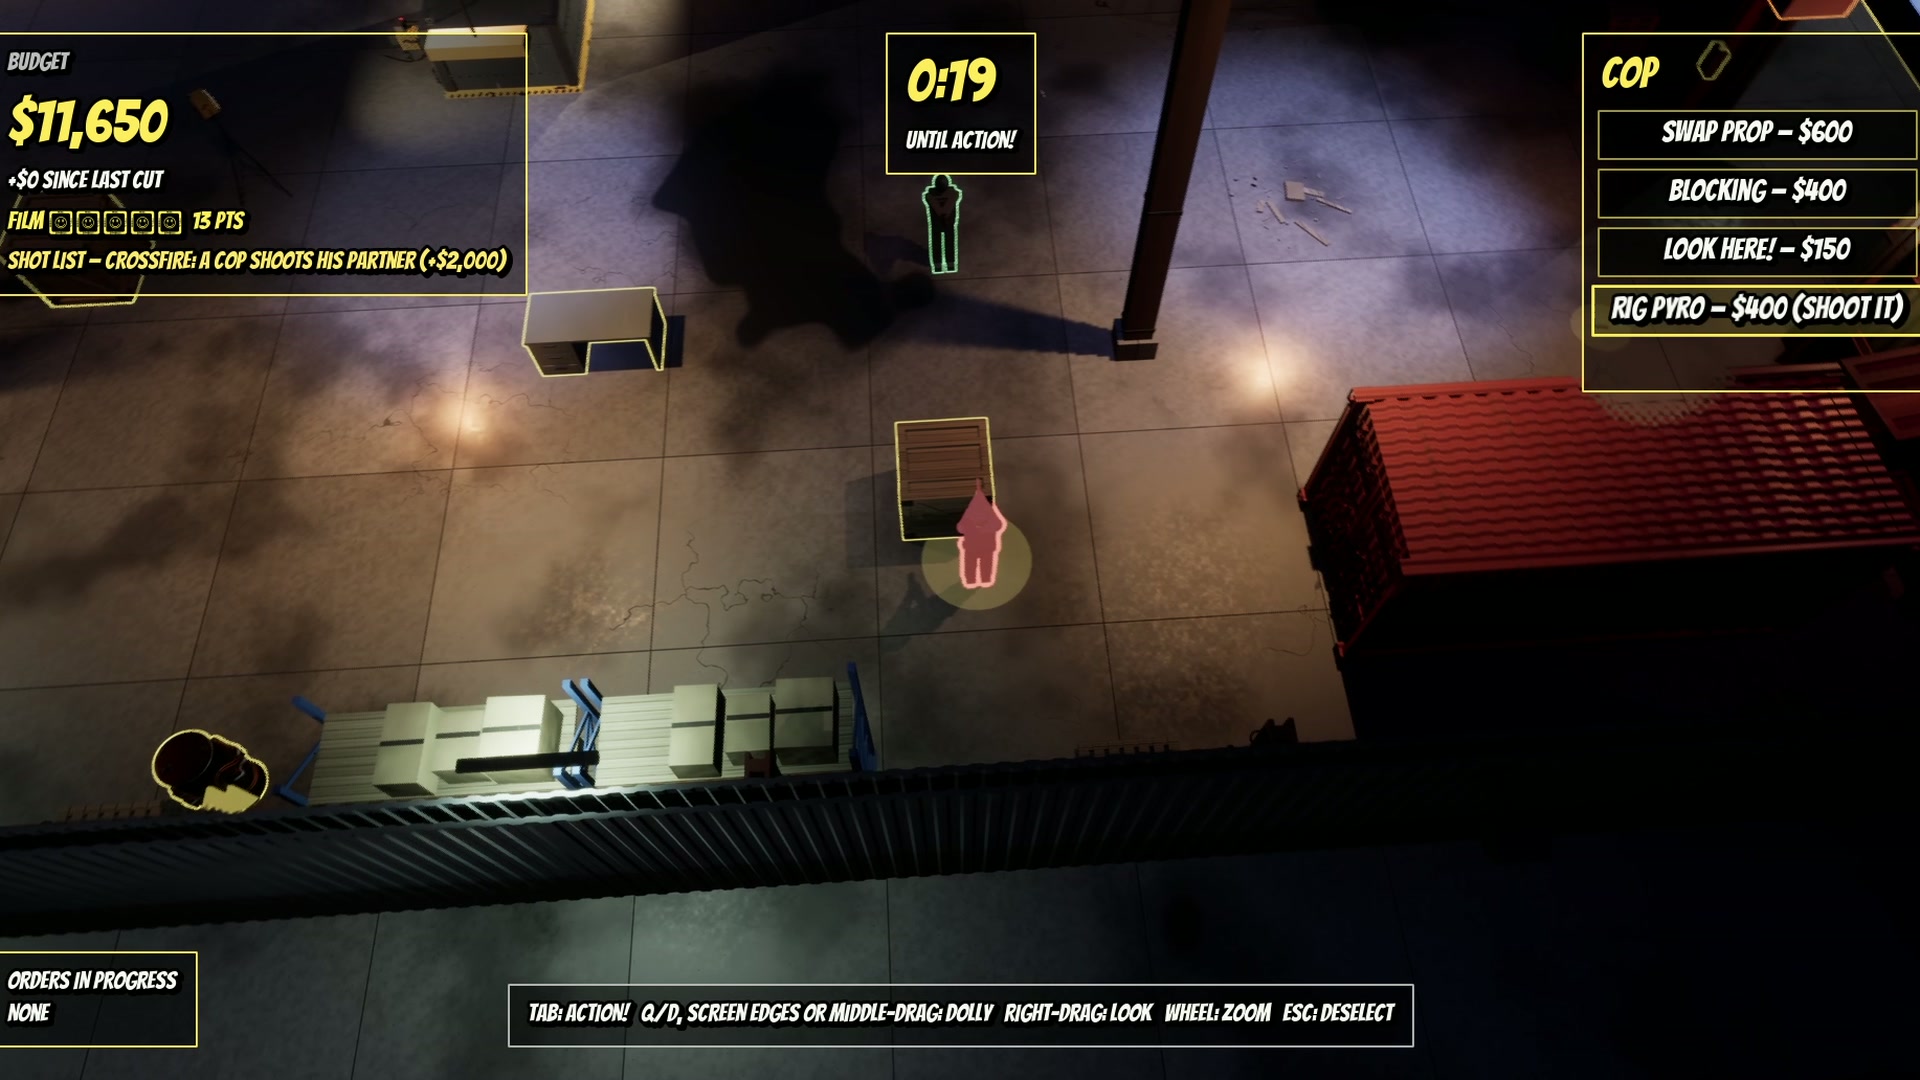 BUDGET
$11,650
+$0 SINCE LAST CUT
FILM 13 PTS
SHOT LIST – CROSSFIRE: A COP SHOOTS HIS PARTNER (+$2,000)
0:19
UNTIL ACTION!
COP
SWAP PROP – $600
BLOCKING – $400
LOOK HERE! – $150
RIG PYRO – $400 (SHOOT IT)
ORDERS IN PROGRESS
NONE
TAB: ACTION! Q/D, SCREEN EDGES OR MIDDLE-DRAG: DOLLY RIGHT-DRAG: LOOK WHEEL: ZOOM ESC: DESELECT